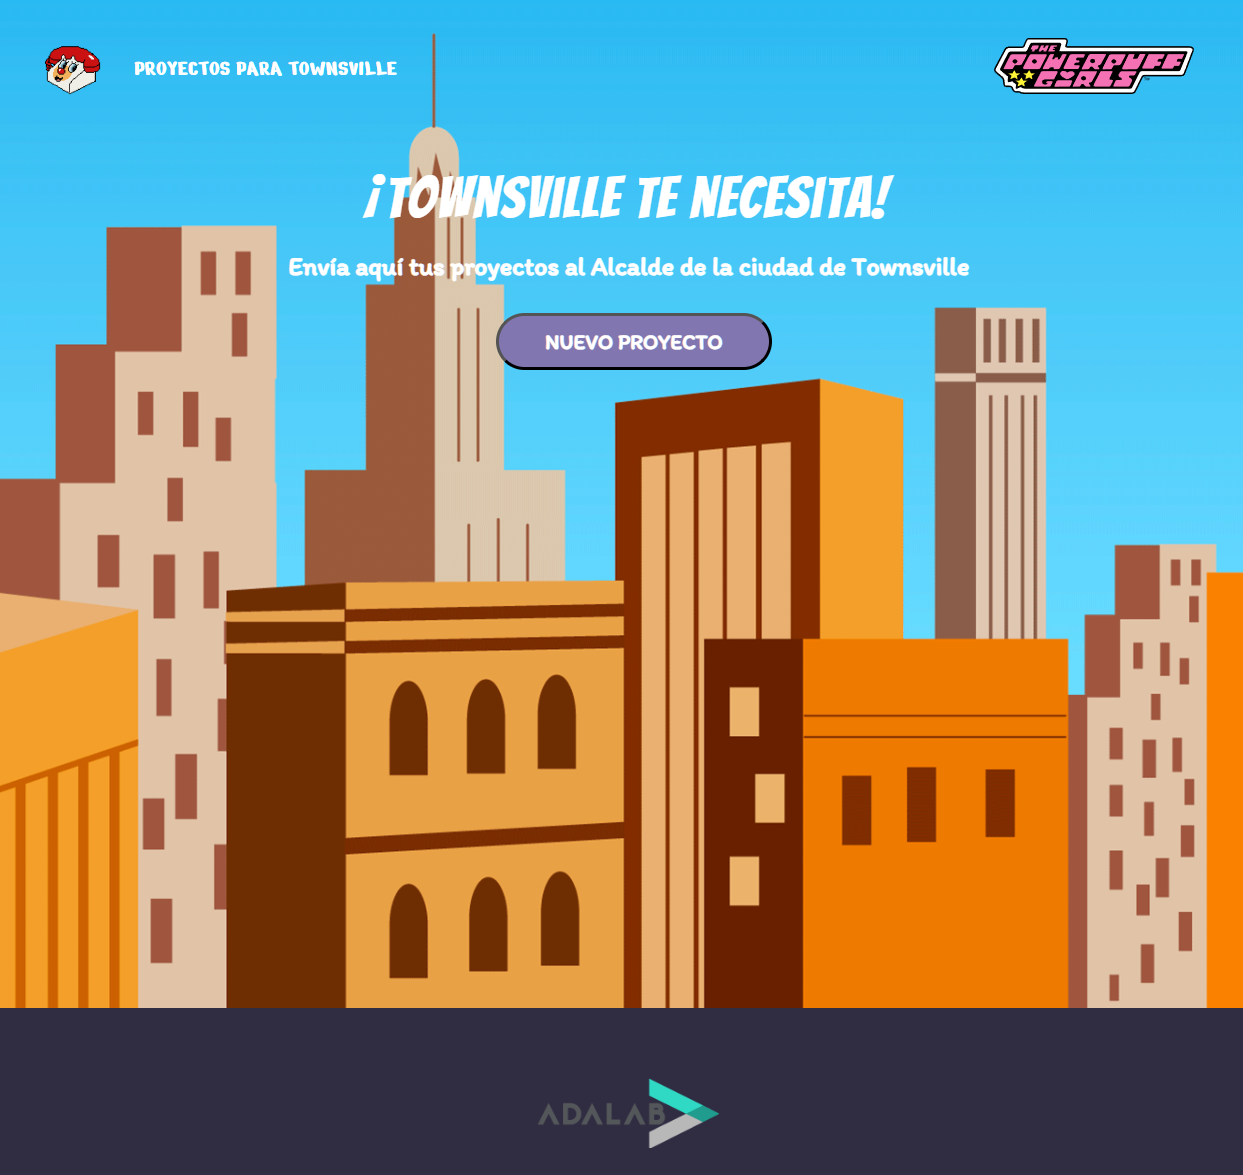 PROYECTOS PARA TOWNSVILLE
THE
POWERPUFF
GIRLS
¡TOWNSVILLE TE NECESITA!
Envía aquí tus proyectos al Alcalde de la ciudad de Townsville
NUEVO PROYECTO
ADALAB